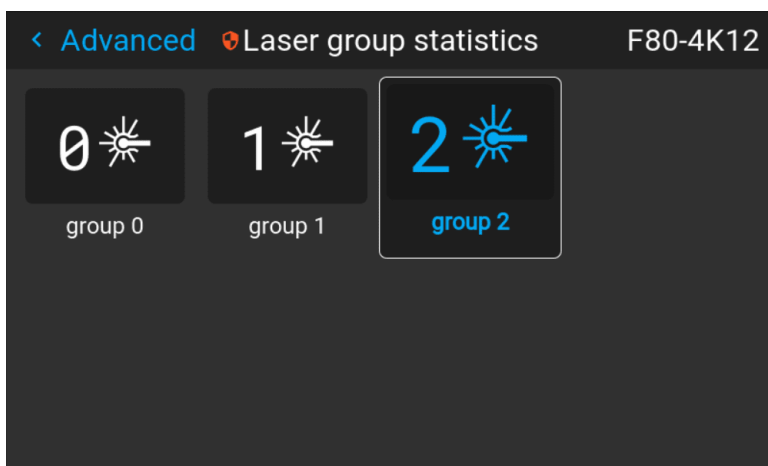 < Advanced Laser group statistics F80-4K12
0 1 2
group 0 group 1 group 2